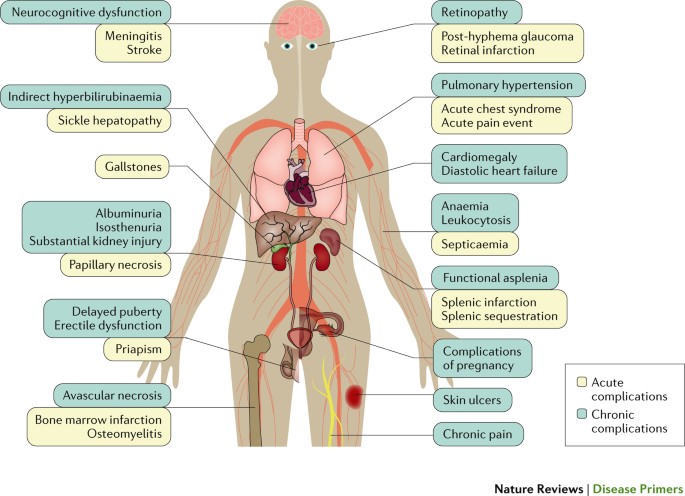 Neurocognitive dysfunction
Meningitis
Stroke
Indirect hyperbilirubinaemia
Sickle hepatopathy
Gallstones
Albuminuria
Isosthenuria
Substantial kidney injury
Papillary necrosis
Delayed puberty
Erectile dysfunction
Priapism
Avascular necrosis
Bone marrow infarction
Osteomyelitis
Retinopathy
Post-hyphema glaucoma
Retinal infarction
Pulmonary hypertension
Acute chest syndrome
Acute pain event
Cardiomegaly
Diastolic heart failure
Anaemia
Leukocytosis
Septicaemia
Functional asplenia
Splenic infarction
Splenic sequestration
Complications
of pregnancy
Skin ulcers
Chronic pain
Acute
complications
Chronic
complications
Nature Reviews | Disease Primers